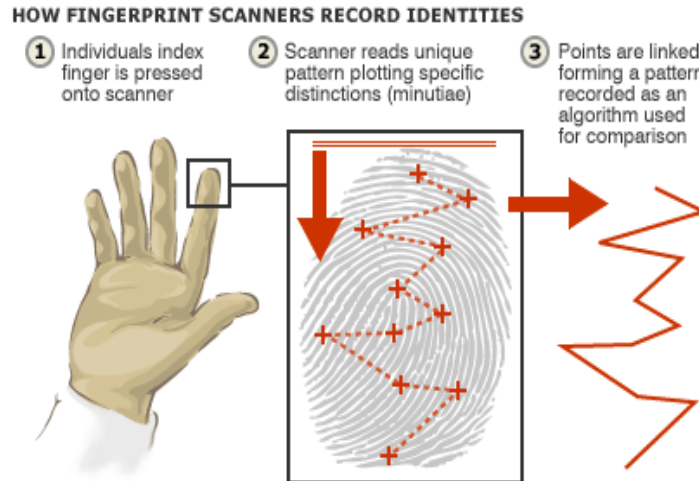 HOW FINGERPRINT SCANNERS RECORD IDENTITIES
1 Individuals index
finger is pressed
onto scanner
2 Scanner reads unique
pattern plotting specific
distinctions (minutiae)
3 Points are linked
forming a pattern
recorded as an
algorithm used
for comparison